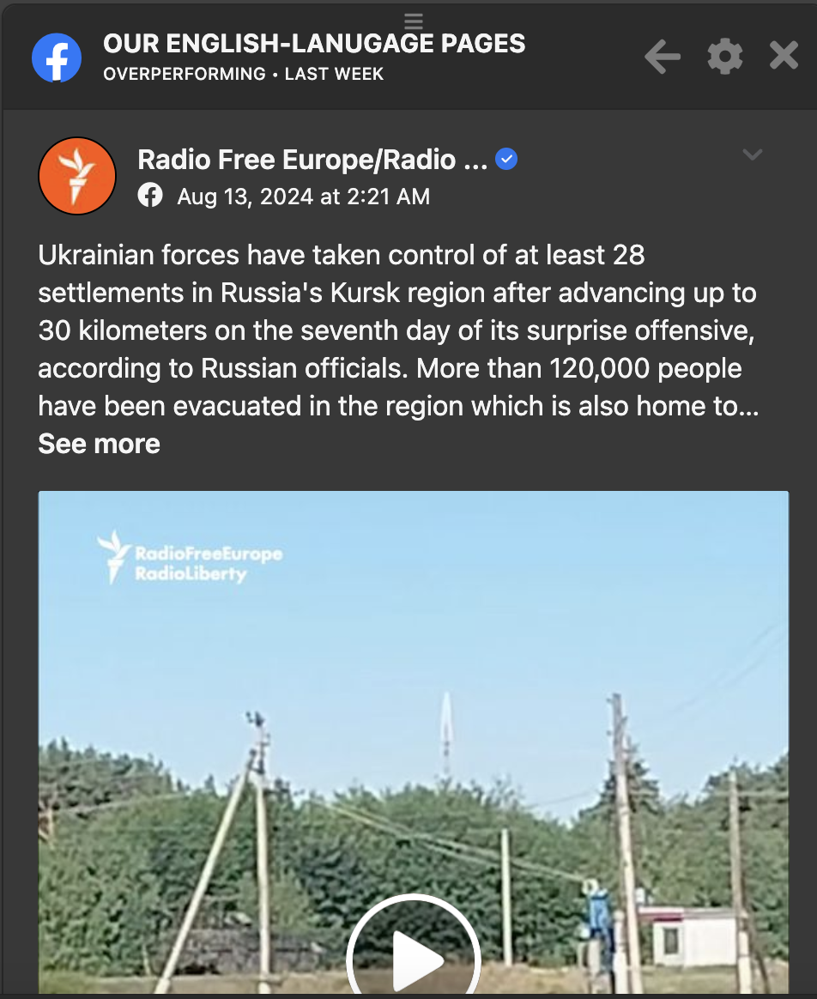 OUR ENGLISH-LANUGAGE PAGES
OVERPERFORMING • LAST WEEK
Radio Free Europe/Radio ...
Aug 13, 2024 at 2:21 AM
Ukrainian forces have taken control of at least 28
settlements in Russia's Kursk region after advancing up to
30 kilometers on the seventh day of its surprise offensive,
according to Russian officials. More than 120,000 people
have been evacuated in the region which is also home to...
See more
RadioFreeEurope
RadioLiberty